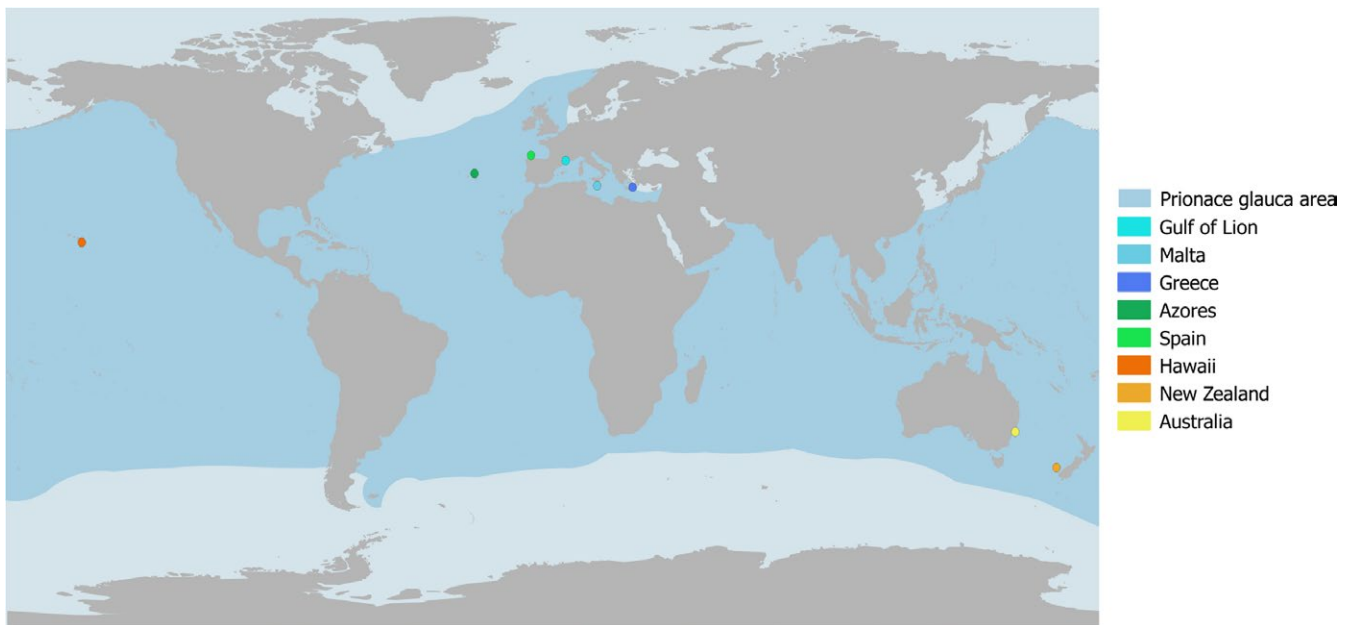 Prionace glauca area
Gulf of Lion
Malta
Greece
Azores
Spain
Hawaii
New Zealand
Australia